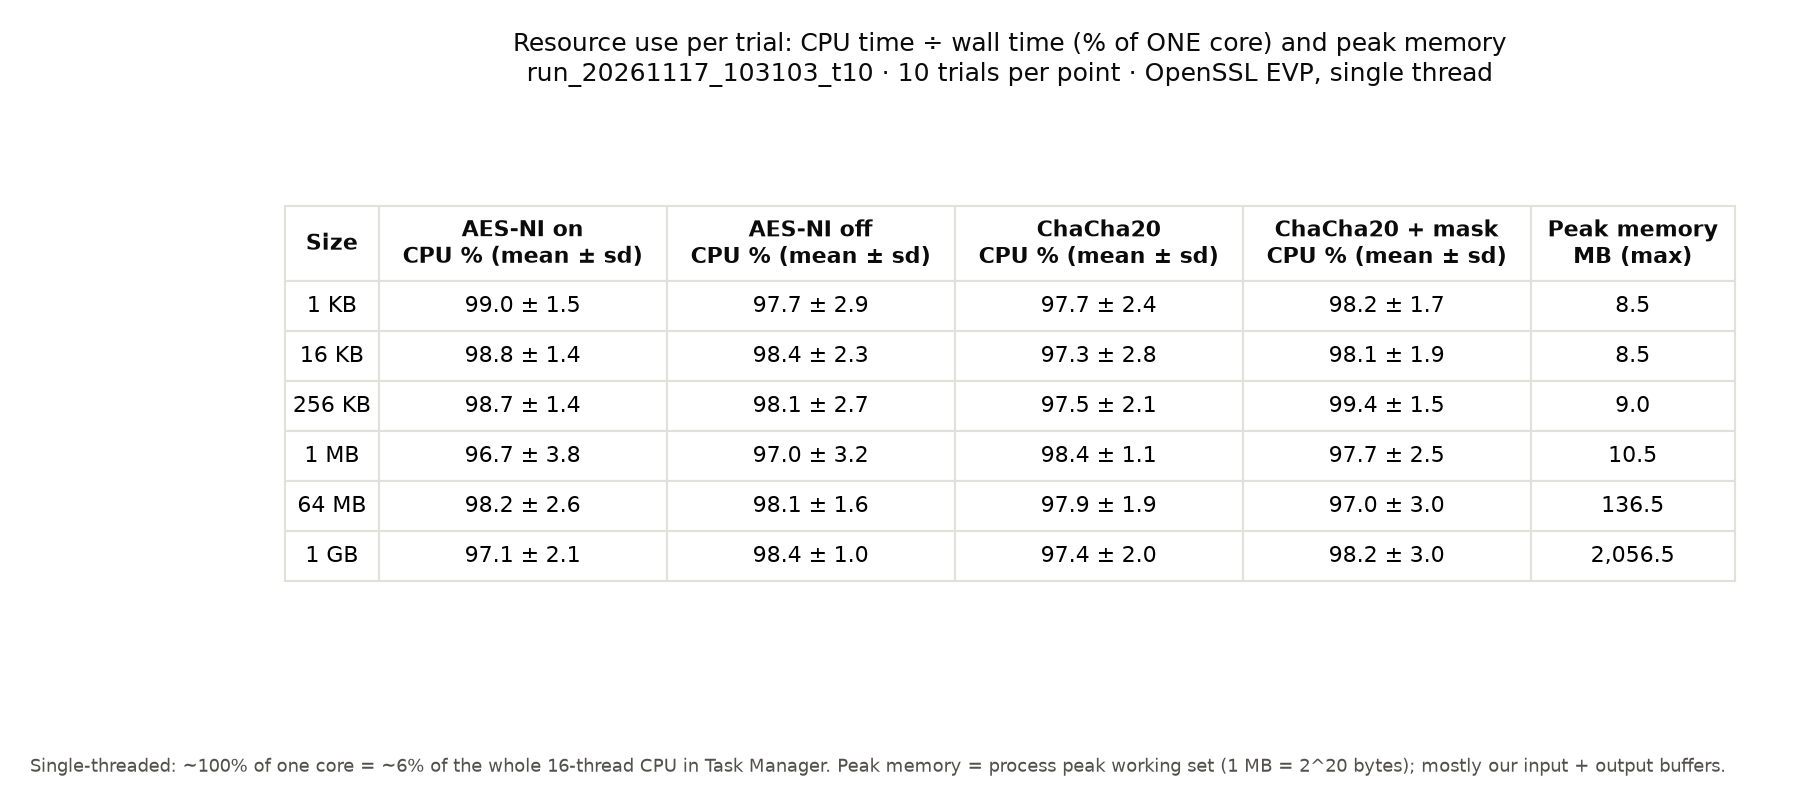 Resource use per trial: CPU time ÷ wall time (% of ONE core) and peak memory
run_20261117_103103_t10 · 10 trials per point · OpenSSL EVP, single thread
Size AES-NI on CPU % (mean ± sd) AES-NI off CPU % (mean ± sd) ChaCha20 CPU % (mean ± sd) ChaCha20 + mask CPU % (mean ± sd) Peak memory MB (max)
1 KB 99.0 ± 1.5 97.7 ± 2.9 97.7 ± 2.4 98.2 ± 1.7 8.5
16 KB 98.8 ± 1.4 98.4 ± 2.3 97.3 ± 2.8 98.1 ± 1.9 8.5
256 KB 98.7 ± 1.4 98.1 ± 2.7 97.5 ± 2.1 99.4 ± 1.5 9.0
1 MB 96.7 ± 3.8 97.0 ± 3.2 98.4 ± 1.1 97.7 ± 2.5 10.5
64 MB 98.2 ± 2.6 98.1 ± 1.6 97.9 ± 1.9 97.0 ± 3.0 136.5
1 GB 97.1 ± 2.1 98.4 ± 1.0 97.4 ± 2.0 98.2 ± 3.0 2,056.5
Single-threaded: ~100% of one core = ~6% of the whole 16-thread CPU in Task Manager. Peak memory = process peak working set (1 MB = 2^20 bytes); mostly our input + output buffers.